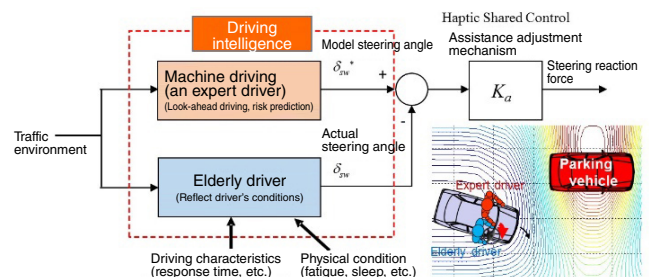 Haptic Shared Control
Driving
intelligence
Model steering angle
Assistance adjustment
mechanism
Machine driving
(an expert driver)
(Look-ahead driving, risk prediction)
δsw*
+
-
Ka
Steering reaction
force
Traffic
environment
Actual
steering angle
δsw
Elderly driver
(Reflect driver's conditions)
Driving characteristics
(response time, etc.)
Physical condition
(fatigue, sleep, etc.)
Parking
vehicle
Expert driver
Elderly driver